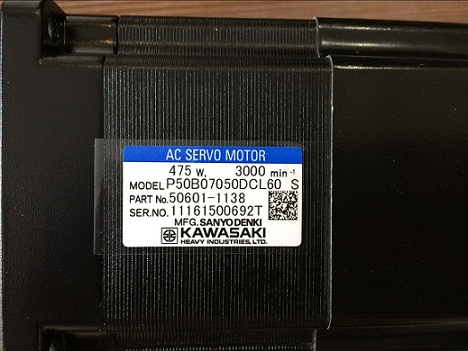 AC SERVO MOTOR
475 W, 3000 min⁻¹
MODEL P50B07050DCL60 S
PART No. 50601-1138
SER.NO. 11161500692T
MFG. SANYO DENKI
KAWASAKI
HEAVY INDUSTRIES, LTD.